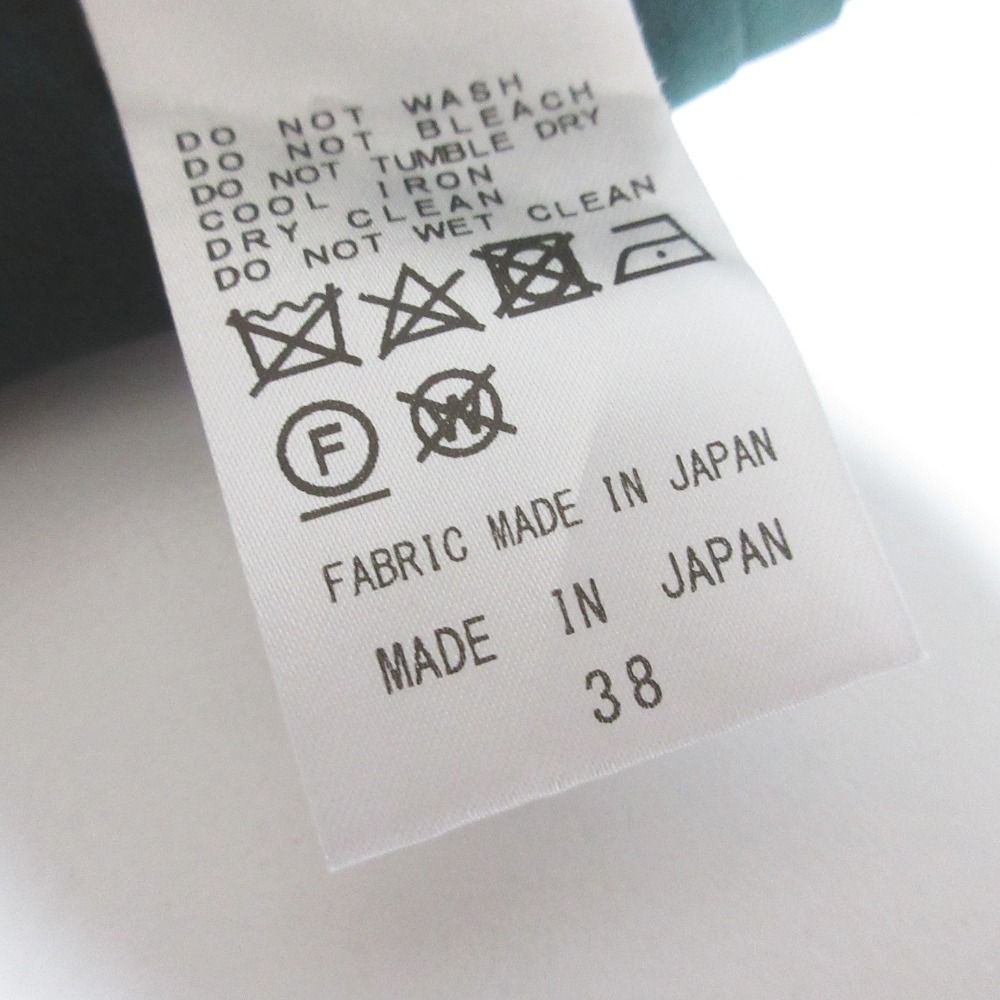 DO NOT WASH
DO NOT BLEACH
DO NOT TUMBLE DRY
COOL IRON
DRY CLEAN
DO NOT WET CLEAN
F W
FABRIC MADE IN JAPAN
MADE IN JAPAN
38